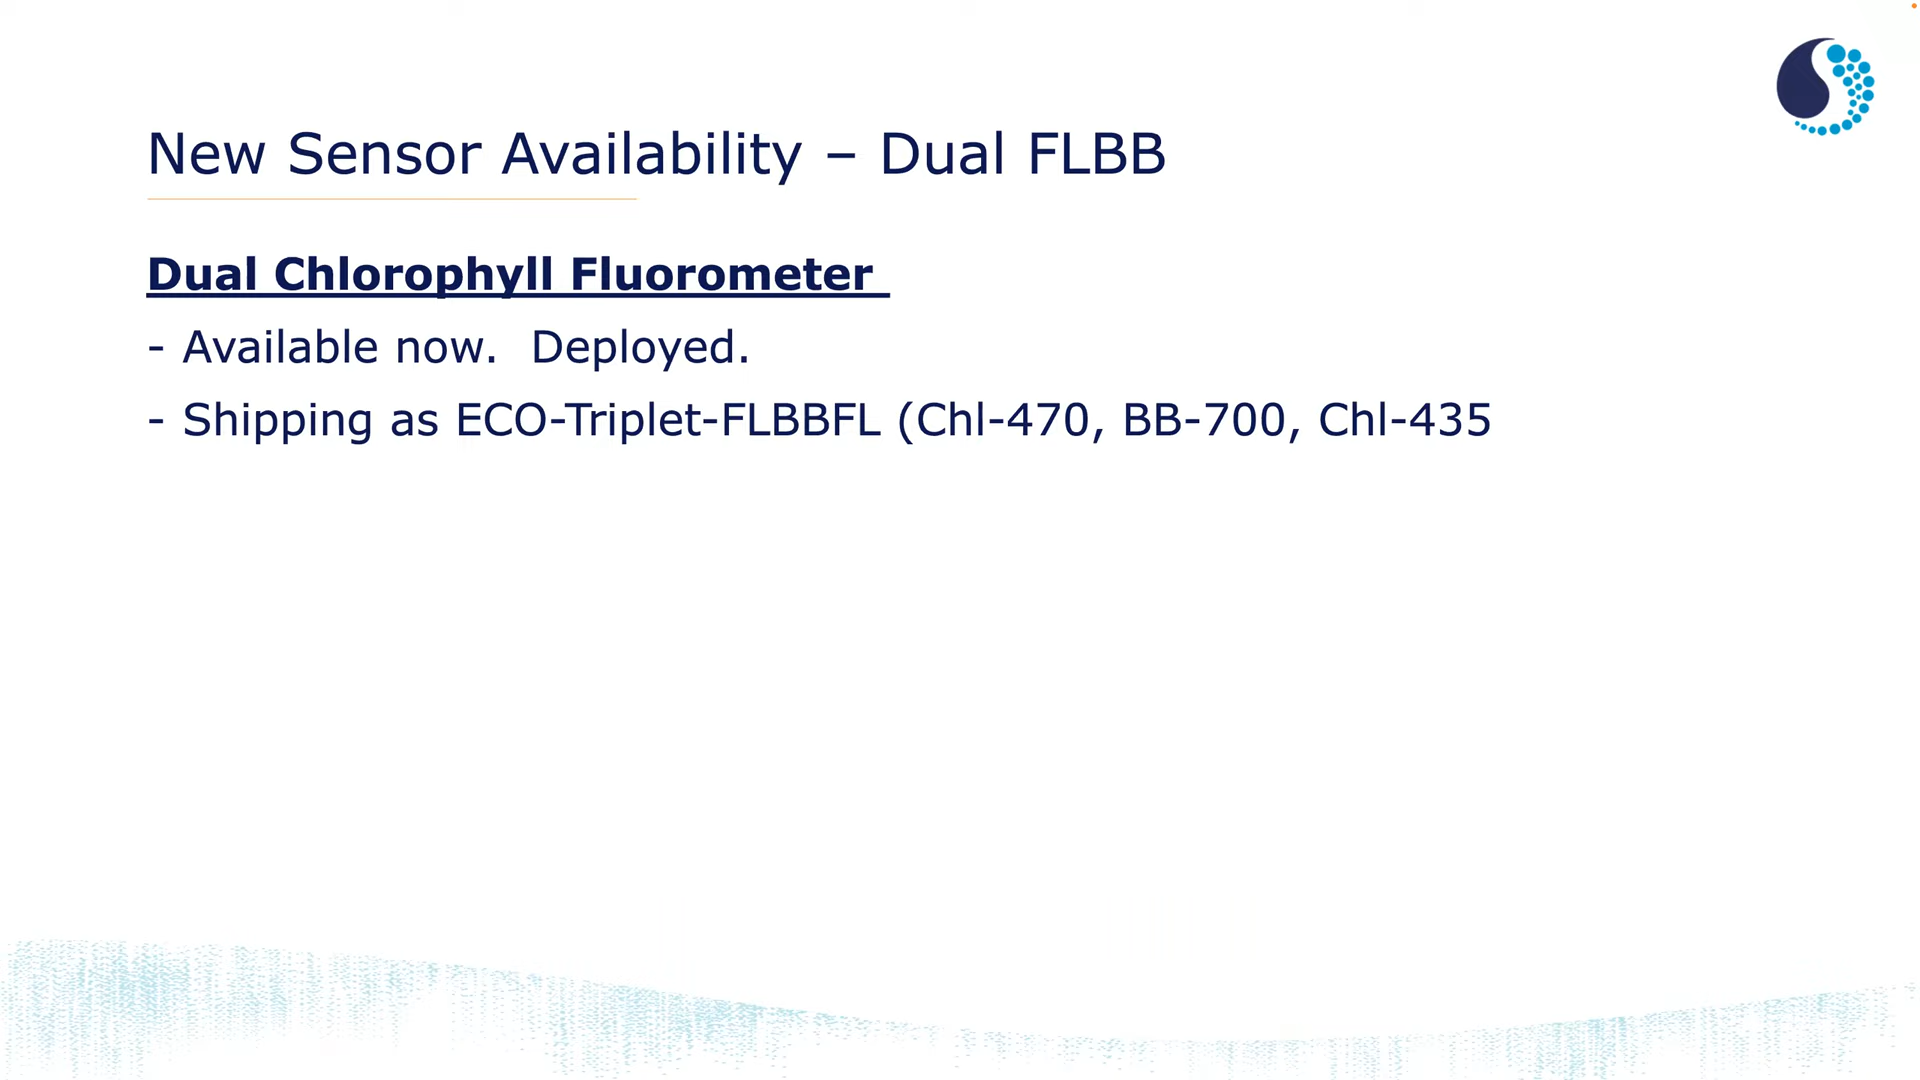 New Sensor Availability – Dual FLBB
Dual Chlorophyll Fluorometer
- Available now.  Deployed.
- Shipping as ECO-Triplet-FLBBFL (Chl-470, BB-700, Chl-435